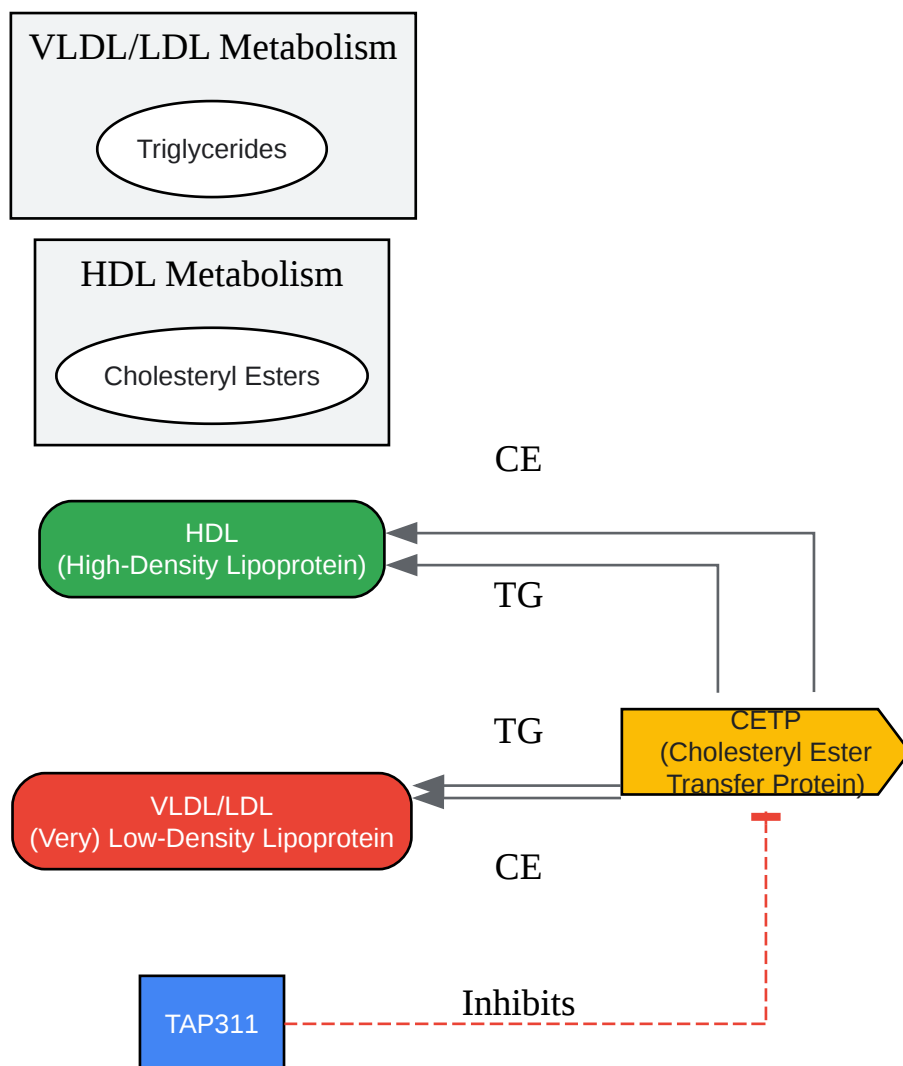 VLDL/LDL Metabolism
Triglycerides
HDL Metabolism
Cholesteryl Esters
CE
HDL
(High-Density Lipoprotein)
TG
TG
CETP
(Cholesteryl Ester
Transfer Protein)
VLDL/LDL
(Very) Low-Density Lipoprotein
CE
Inhibits
TAP311